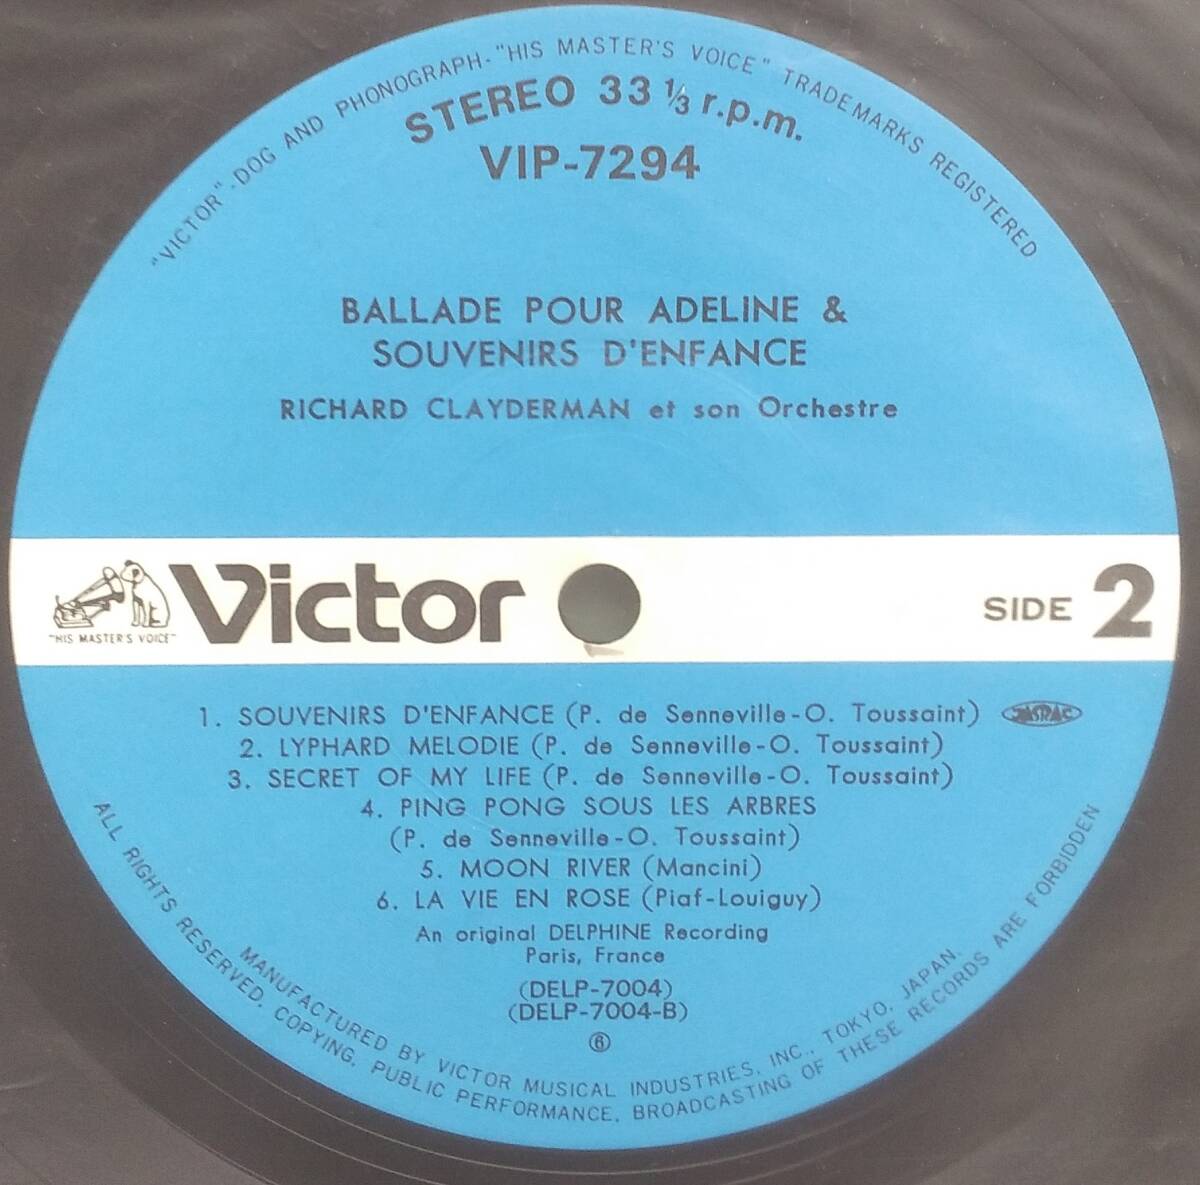 "VICTOR"-DOG AND PHONOGRAPH-"HIS MASTER'S VOICE" TRADEMARKS REGISTERED
STEREO 33 1/3 r.p.m.
VIP-7294
BALLADE POUR ADELINE &
SOUVENIRS D'ENFANCE
RICHARD CLAYDERMAN et son Orchestre
"HIS MASTER'S VOICE"
Victor
SIDE 2
1. SOUVENIRS D'ENFANCE (P. de Senneville-O. Toussaint) JASRAC
2. LYPHARD MELODIE (P. de Senneville-O. Toussaint)
3. SECRET OF MY LIFE (P. de Senneville-O. Toussaint)
4. PING PONG SOUS LES ARBRES
(P. de Senneville-O. Toussaint)
5. MOON RIVER (Mancini)
6. LA VIE EN ROSE (Piaf-Louiguy)
An original DELPHINE Recording
Paris, France
(DELP-7004)
(DELP-7004-B)
⑥
MANUFACTURED BY VICTOR MUSICAL INDUSTRIES, INC., TOKYO, JAPAN.
ALL RIGHTS RESERVED. COPYING, PUBLIC PERFORMANCE, BROADCASTING OF THESE RECORDS ARE FORBIDDEN